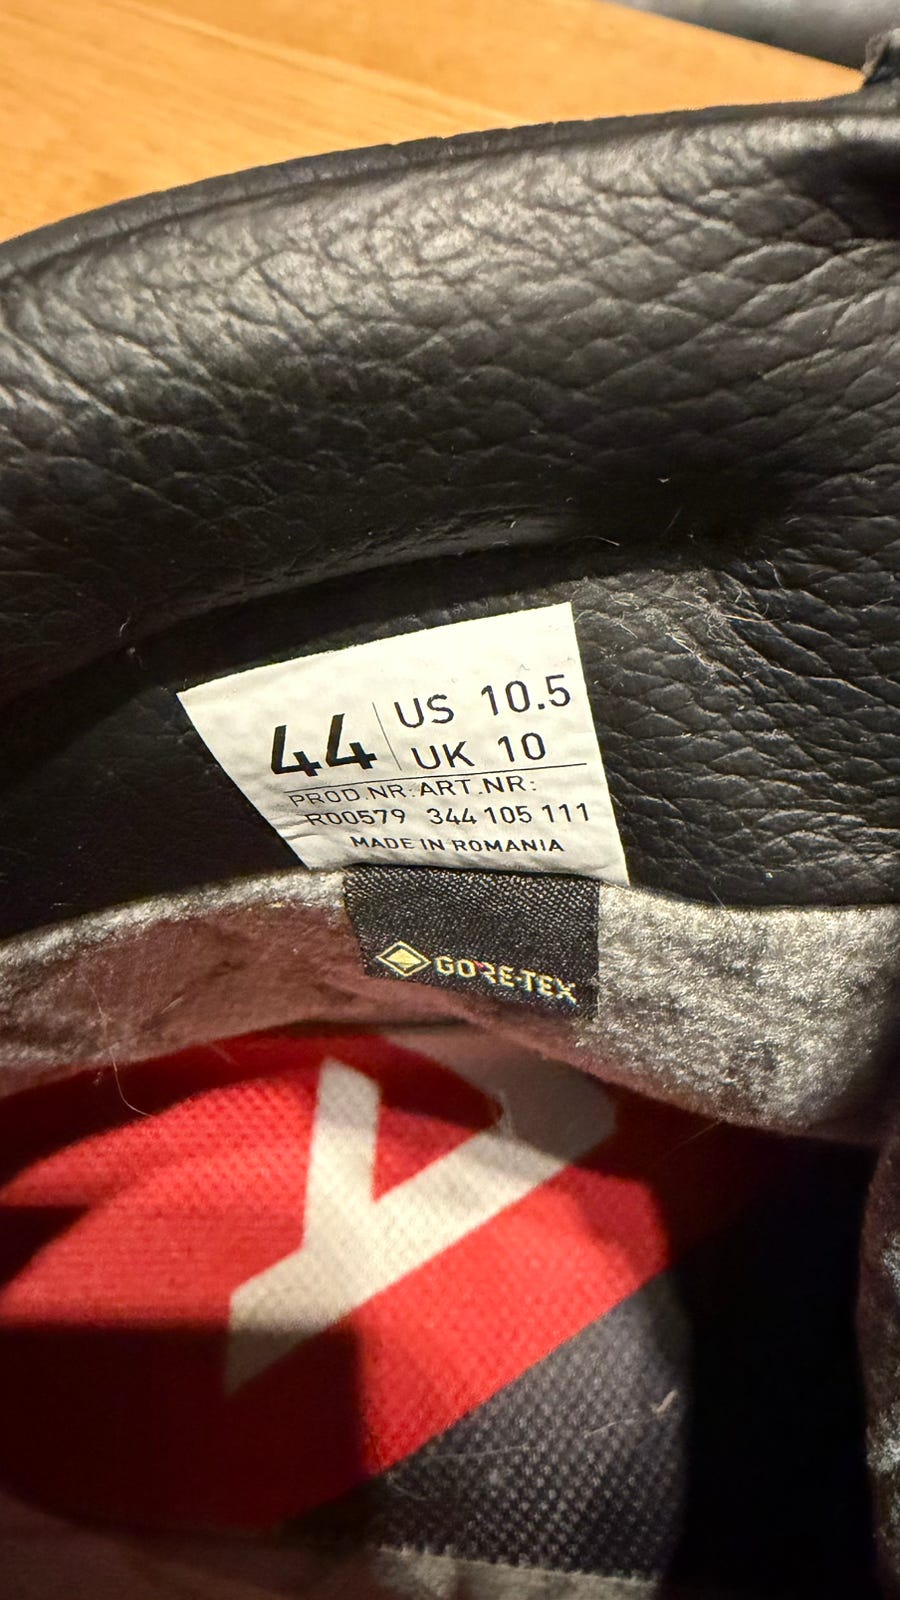 44 US 10.5
UK 10
PROD.NR: ART.NR:
R00579 344 105 111
MADE IN ROMANIA
GORE-TEX